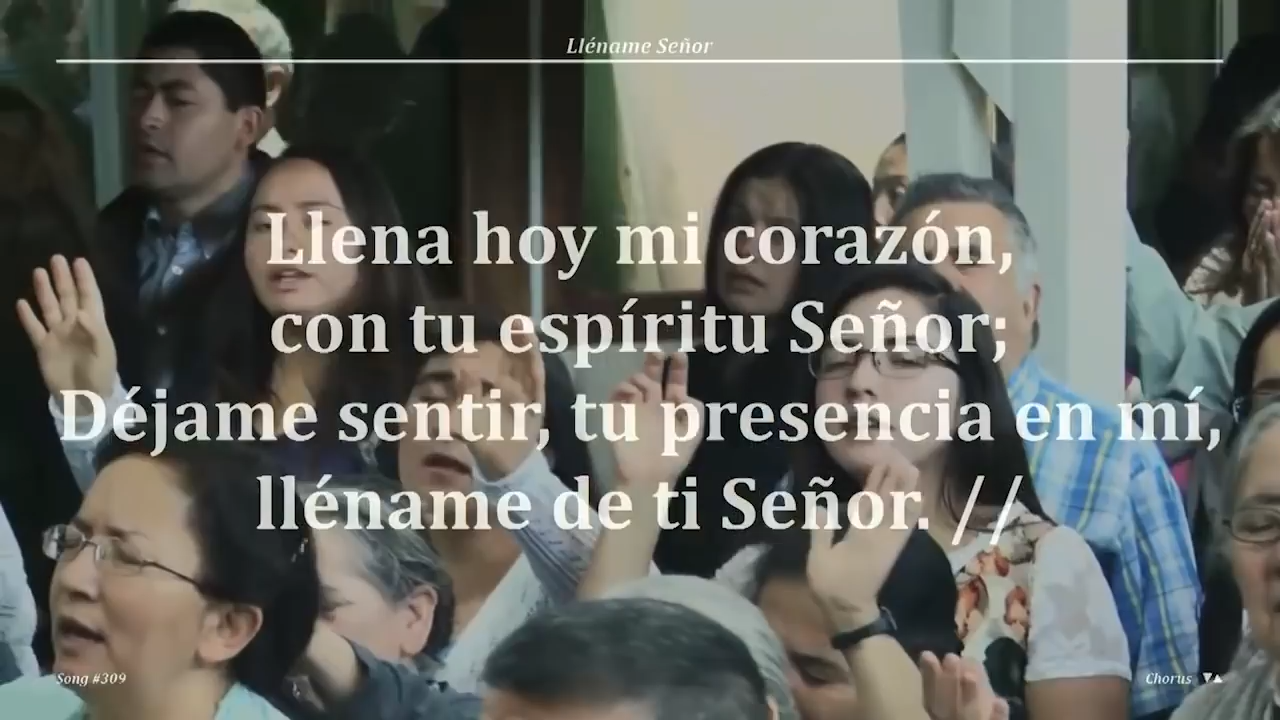 Lléname Señor
Llena hoy mi corazón,
con tu espíritu Señor;
Déjame sentir, tu presencia en mí,
lléname de ti Señor. //
Song #309
Chorus ▼▲